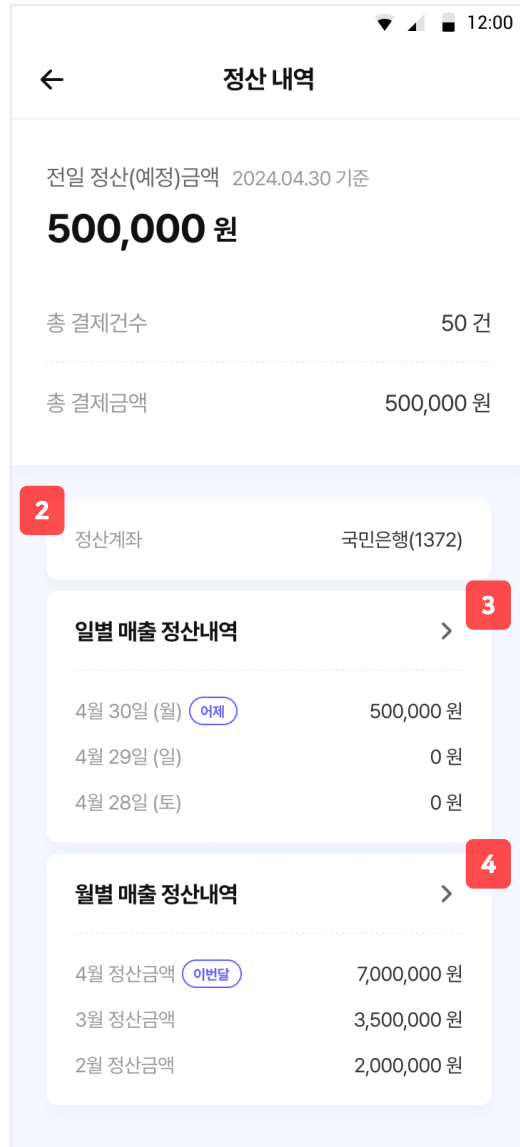 12:00
정산 내역
전일 정산(예정)금액 2024.04.30 기준
500,000 원
총 결제건수 50 건
총 결제금액 500,000 원
2
정산계좌 국민은행(1372)
3
일별 매출 정산내역
4월 30일 (월) 어제 500,000 원
4월 29일 (일) 0 원
4월 28일 (토) 0 원
4
월별 매출 정산내역
4월 정산금액 이번달 7,000,000 원
3월 정산금액 3,500,000 원
2월 정산금액 2,000,000 원